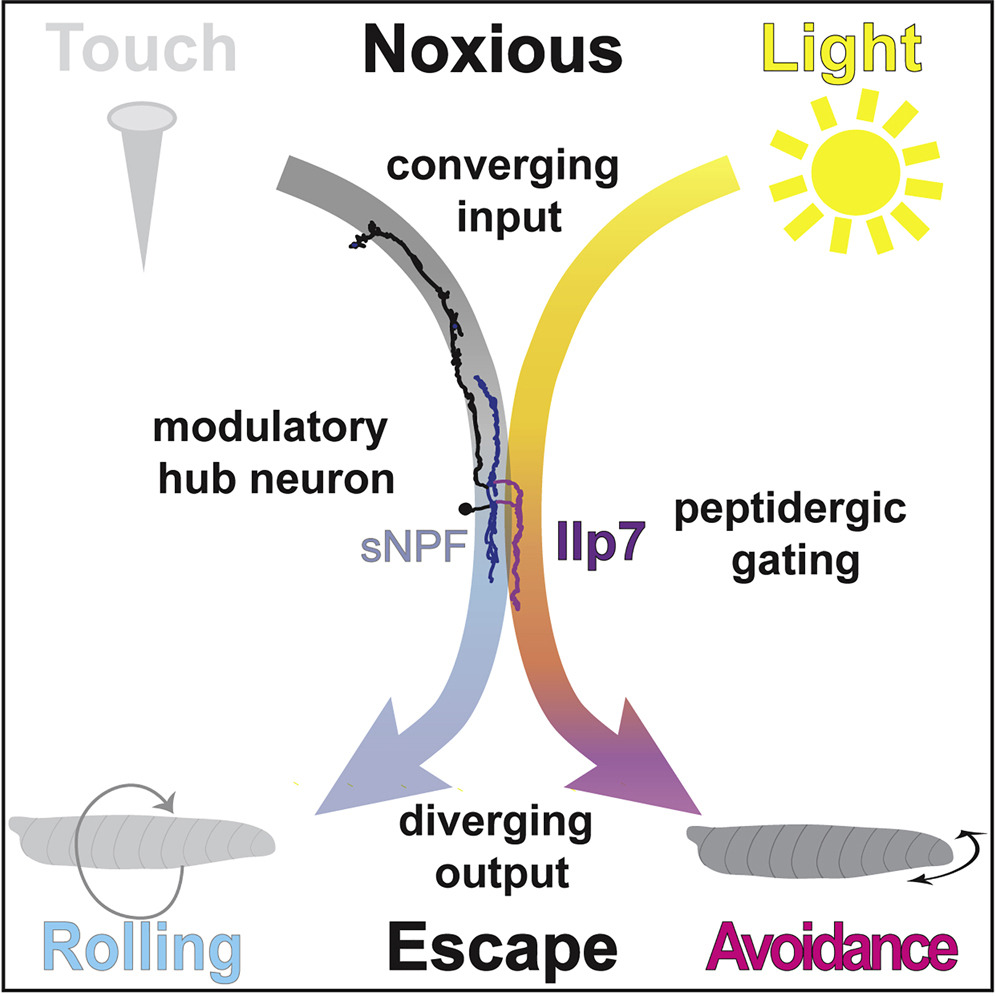 Touch
Noxious
Light
converging
input
modulatory
hub neuron
sNPF
Ilp7
peptidergic
gating
diverging
output
Rolling
Escape
Avoidance